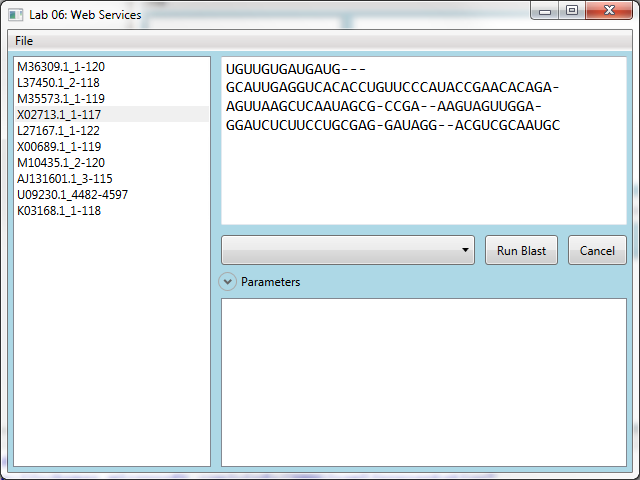 Lab 06: Web Services
File
M36309.1_1-120
L37450.1_2-118
M35573.1_1-119
X02713.1_1-117
L27167.1_1-122
X00689.1_1-119
M10435.1_2-120
AJ131601.1_3-115
U09230.1_4482-4597
K03168.1_1-118
UGUUGUGAUGAUG---
GCAUUGAGGUCACACCUGUUCCCAUACCGAACACAGA-
AGUUAAGCUCAAUAGCG-CCGA--AAGUAGUUGGA-
GGAUCUCUUCCUGCGAG-GAUAGG--ACGUCGCAAUGC
Run Blast
Cancel
Parameters